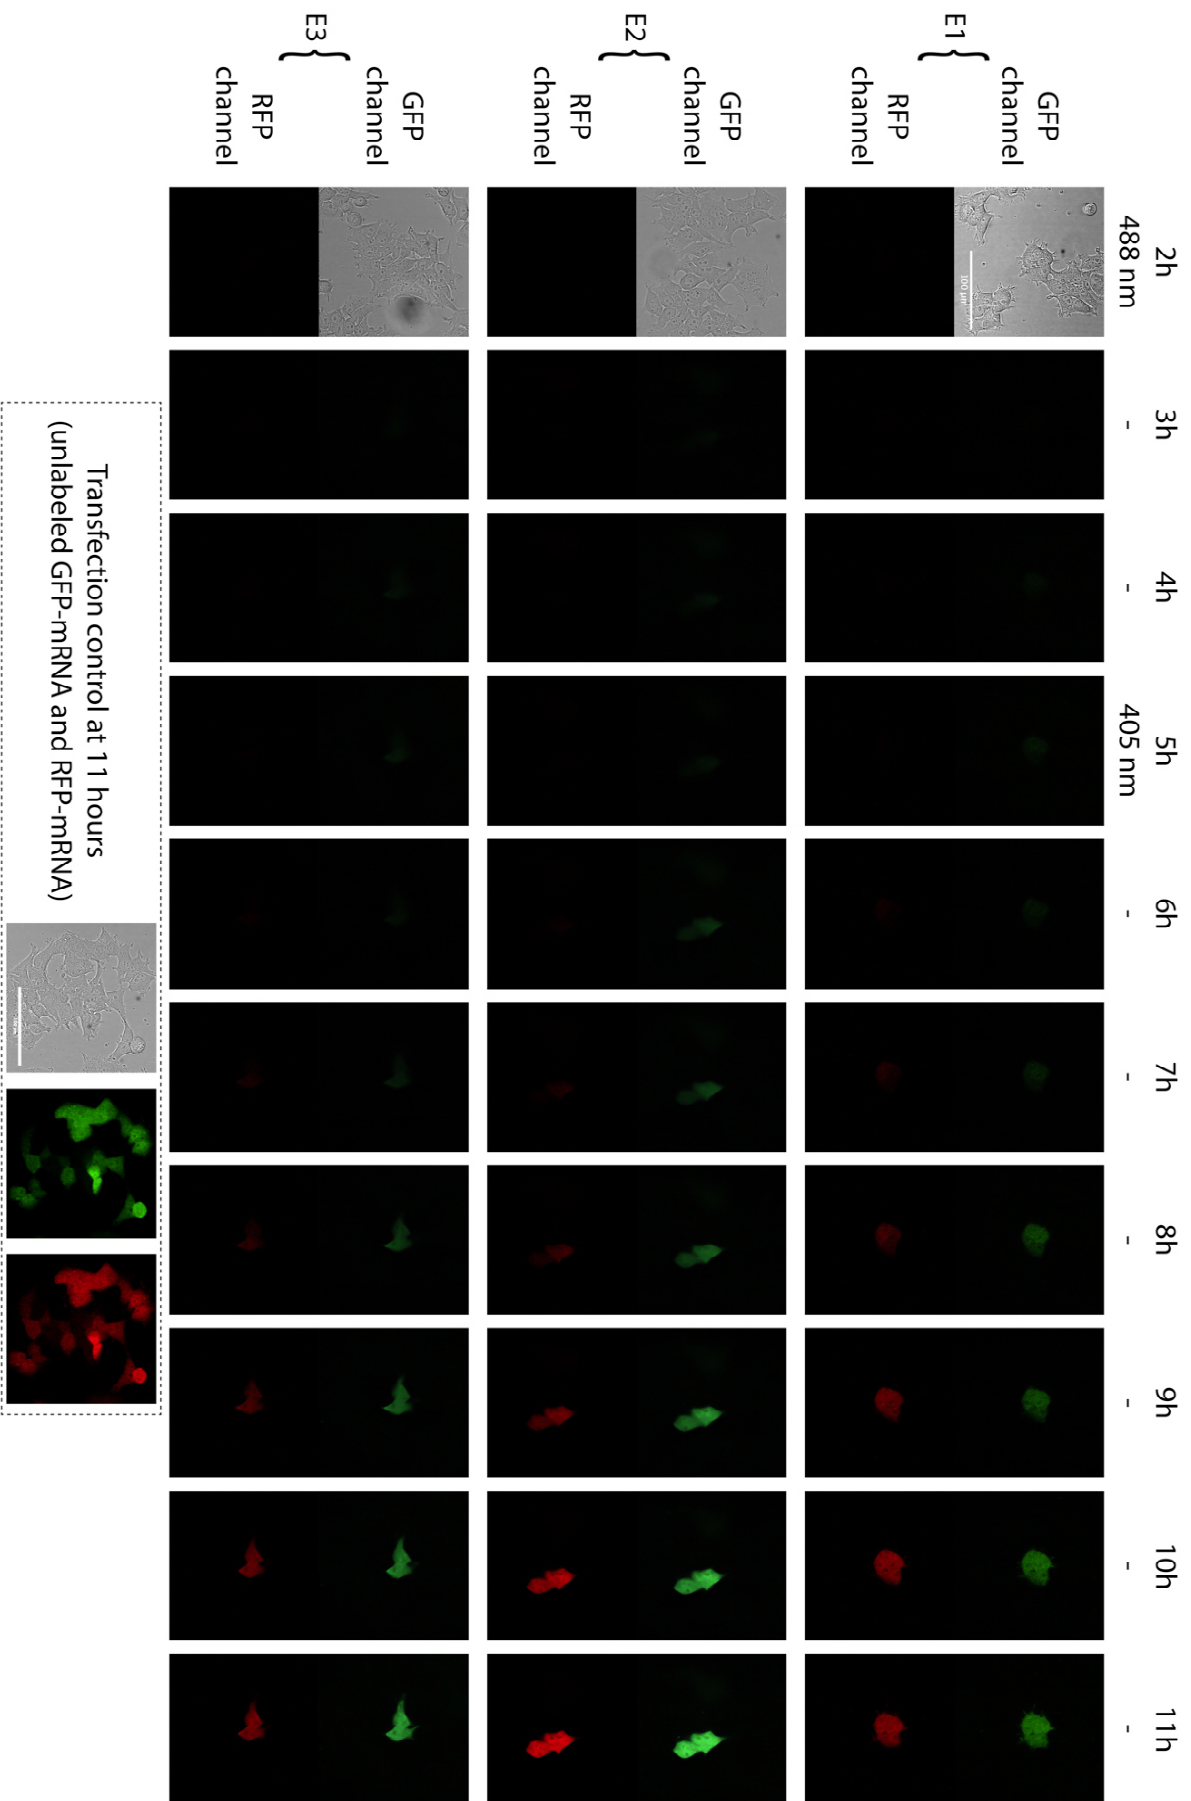 2h 3h 4h 5h 6h 7h 8h 9h 10h 11h
488 nm - - 405 nm - - - - - -
E1
GFP
channel
RFP
channel
100 µm
E2
GFP
channel
RFP
channel
E3
GFP
channel
RFP
channel
Transfection control at 11 hours
(unlabeled GFP-mRNA and RFP-mRNA)